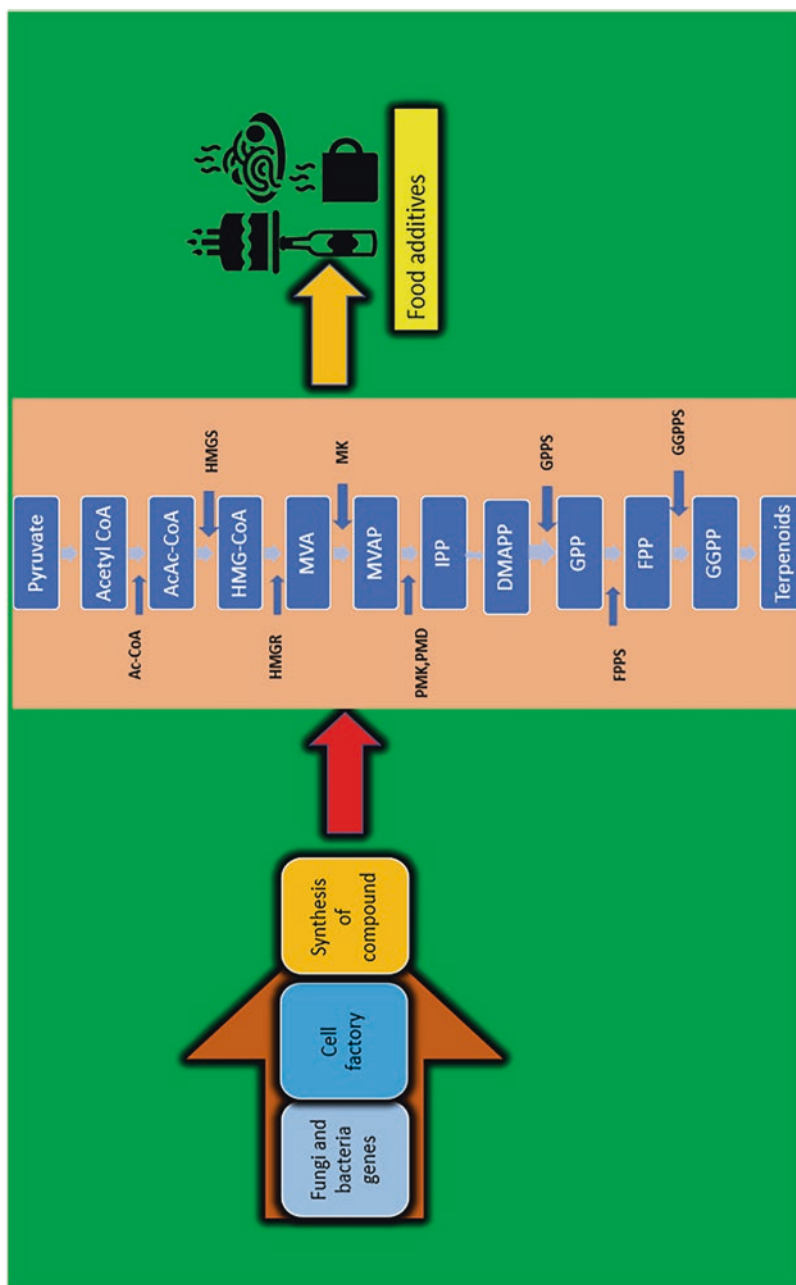 Fungi and
bacteria
genes
Cell
factory
Synthesis
of
compound
Pyruvate
Acetyl CoA
Ac-CoA
AcAc-CoA
HMGS
HMG-CoA
HMGR
MVA
MK
MVAP
PMK,PMD
IPP
DMAPP
GPPS
GPP
FPPS
FPP
GGPPS
GGPP
Terpenoids
Food additives